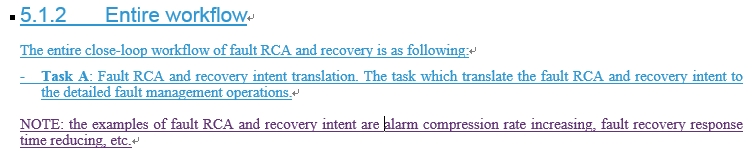 5.1.2 Entire workflow
The entire close-loop workflow of fault RCA and recovery is as following:
- Task A: Fault RCA and recovery intent translation. The task which translate the fault RCA and recovery intent to
the detailed fault management operations.
NOTE: the examples of fault RCA and recovery intent are alarm compression rate increasing, fault recovery response
time reducing, etc.